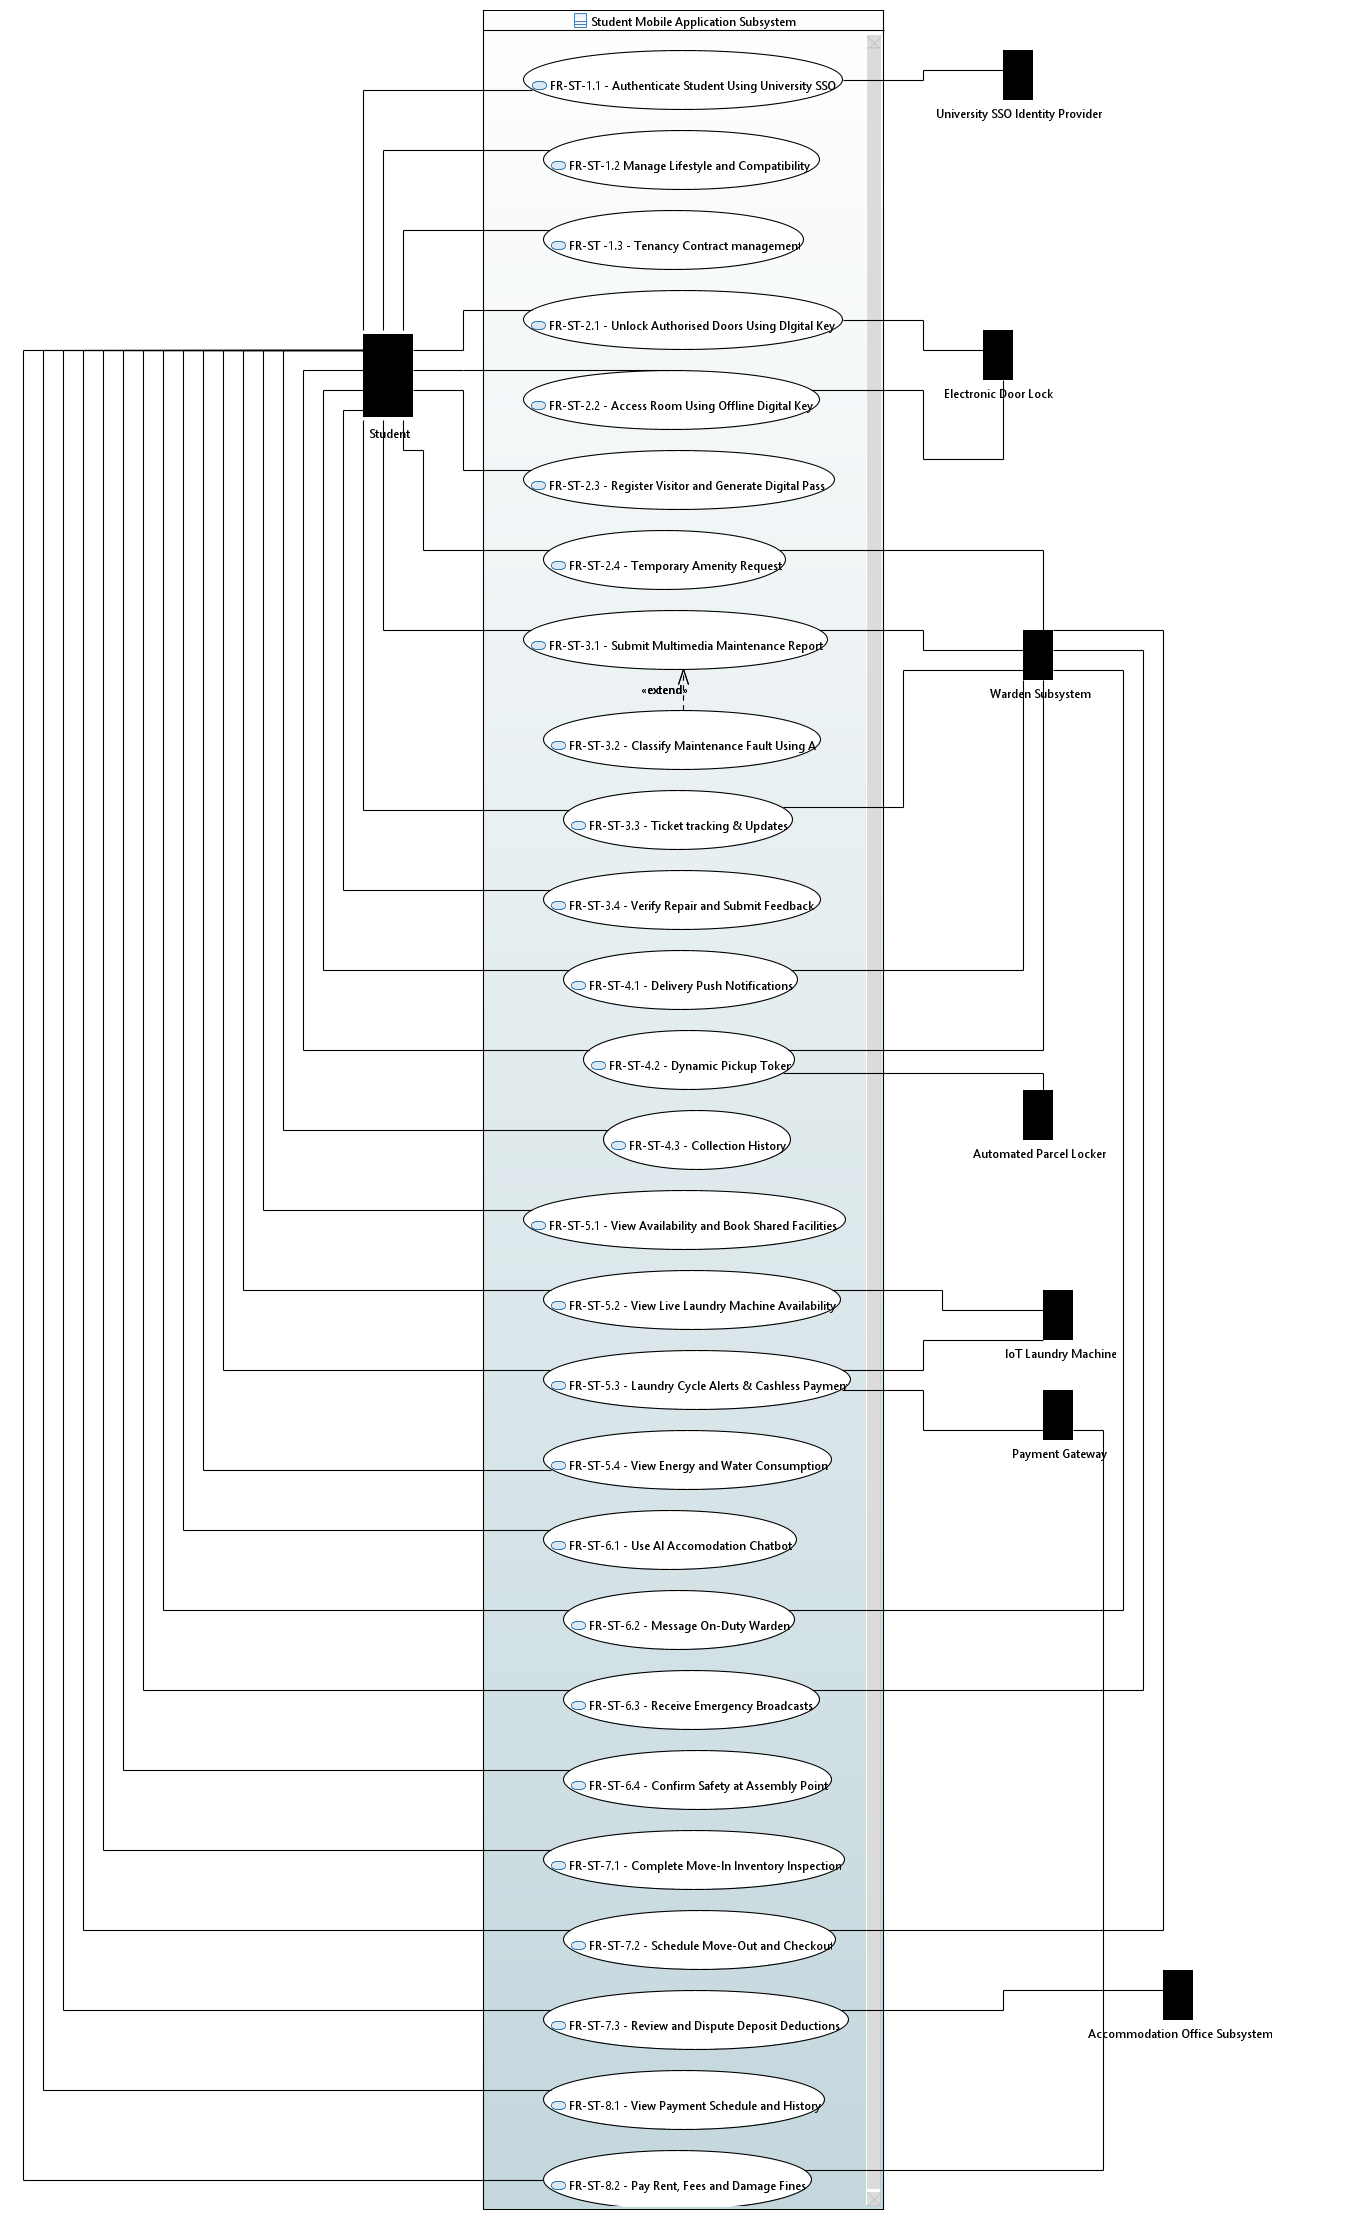 Student Mobile Application Subsystem
FR-ST-1.1 - Authenticate Student Using University SSO
University SSO Identity Provider
FR-ST-1.2 Manage Lifestyle and Compatibility
FR-ST -1.3 - Tenancy Contract management
FR-ST-2.1 - Unlock Authorised Doors Using DIgital Key
Electronic Door Lock
FR-ST-2.2 - Access Room Using Offline Digital Key
Student
FR-ST-2.3 - Register Visitor and Generate Digital Pass
FR-ST-2.4 - Temporary Amenity Request
FR-ST-3.1 - Submit Multimedia Maintenance Report
«extend»
Warden Subsystem
FR-ST-3.2 - Classify Maintenance Fault Using A
FR-ST-3.3 - Ticket tracking & Updates
FR-ST-3.4 - Verify Repair and Submit Feedback
FR-ST-4.1 - Delivery Push Notifications
FR-ST-4.2 - Dynamic Pickup Token
FR-ST-4.3 - Collection History
Automated Parcel Locker
FR-ST-5.1 - View Availability and Book Shared Facilities
FR-ST-5.2 - View Live Laundry Machine Availability
IoT Laundry Machine
FR-ST-5.3 - Laundry Cycle Alerts & Cashless Paymen
Payment Gateway
FR-ST-5.4 - View Energy and Water Consumption
FR-ST-6.1 - Use AI Accomodation Chatbot
FR-ST-6.2 - Message On-Duty Warden
FR-ST-6.3 - Receive Emergency Broadcasts
FR-ST-6.4 - Confirm Safety at Assembly Point
FR-ST-7.1 - Complete Move-In Inventory Inspection
FR-ST-7.2 - Schedule Move-Out and Checkout
FR-ST-7.3 - Review and Dispute Deposit Deductions
Accommodation Office Subsystem
FR-ST-8.1 - View Payment Schedule and History
FR-ST-8.2 - Pay Rent, Fees and Damage Fines